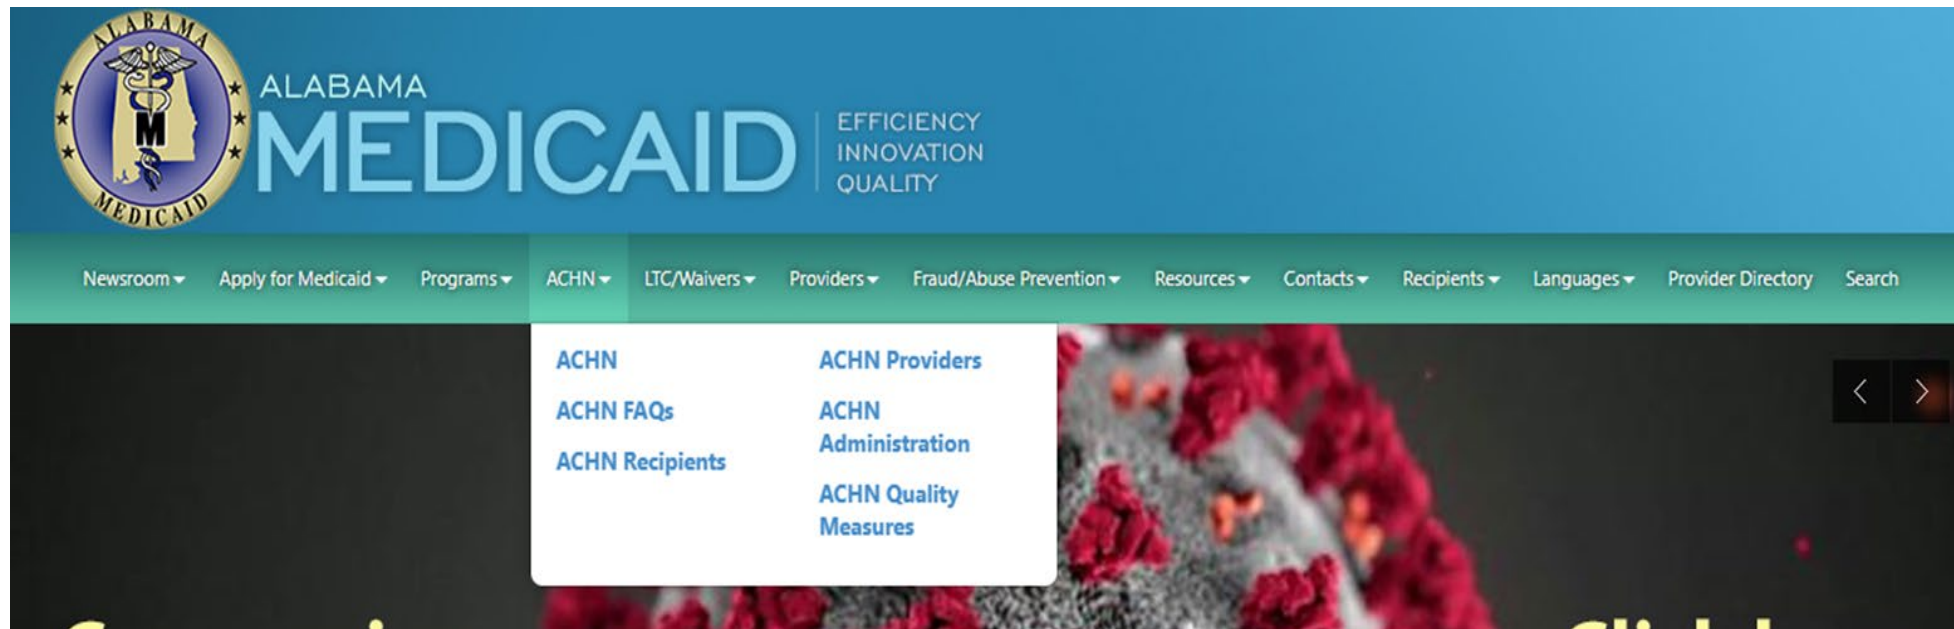 ALABAMA
M
MEDICAID
ALABAMA
MEDICAID
EFFICIENCY
INNOVATION
QUALITY
Newsroom Apply for Medicaid Programs ACHN LTC/Waivers Providers Fraud/Abuse Prevention Resources Contacts Recipients Languages Provider Directory Search
ACHN
ACHN FAQs
ACHN Recipients
ACHN Providers
ACHN
Administration
ACHN Quality
Measures